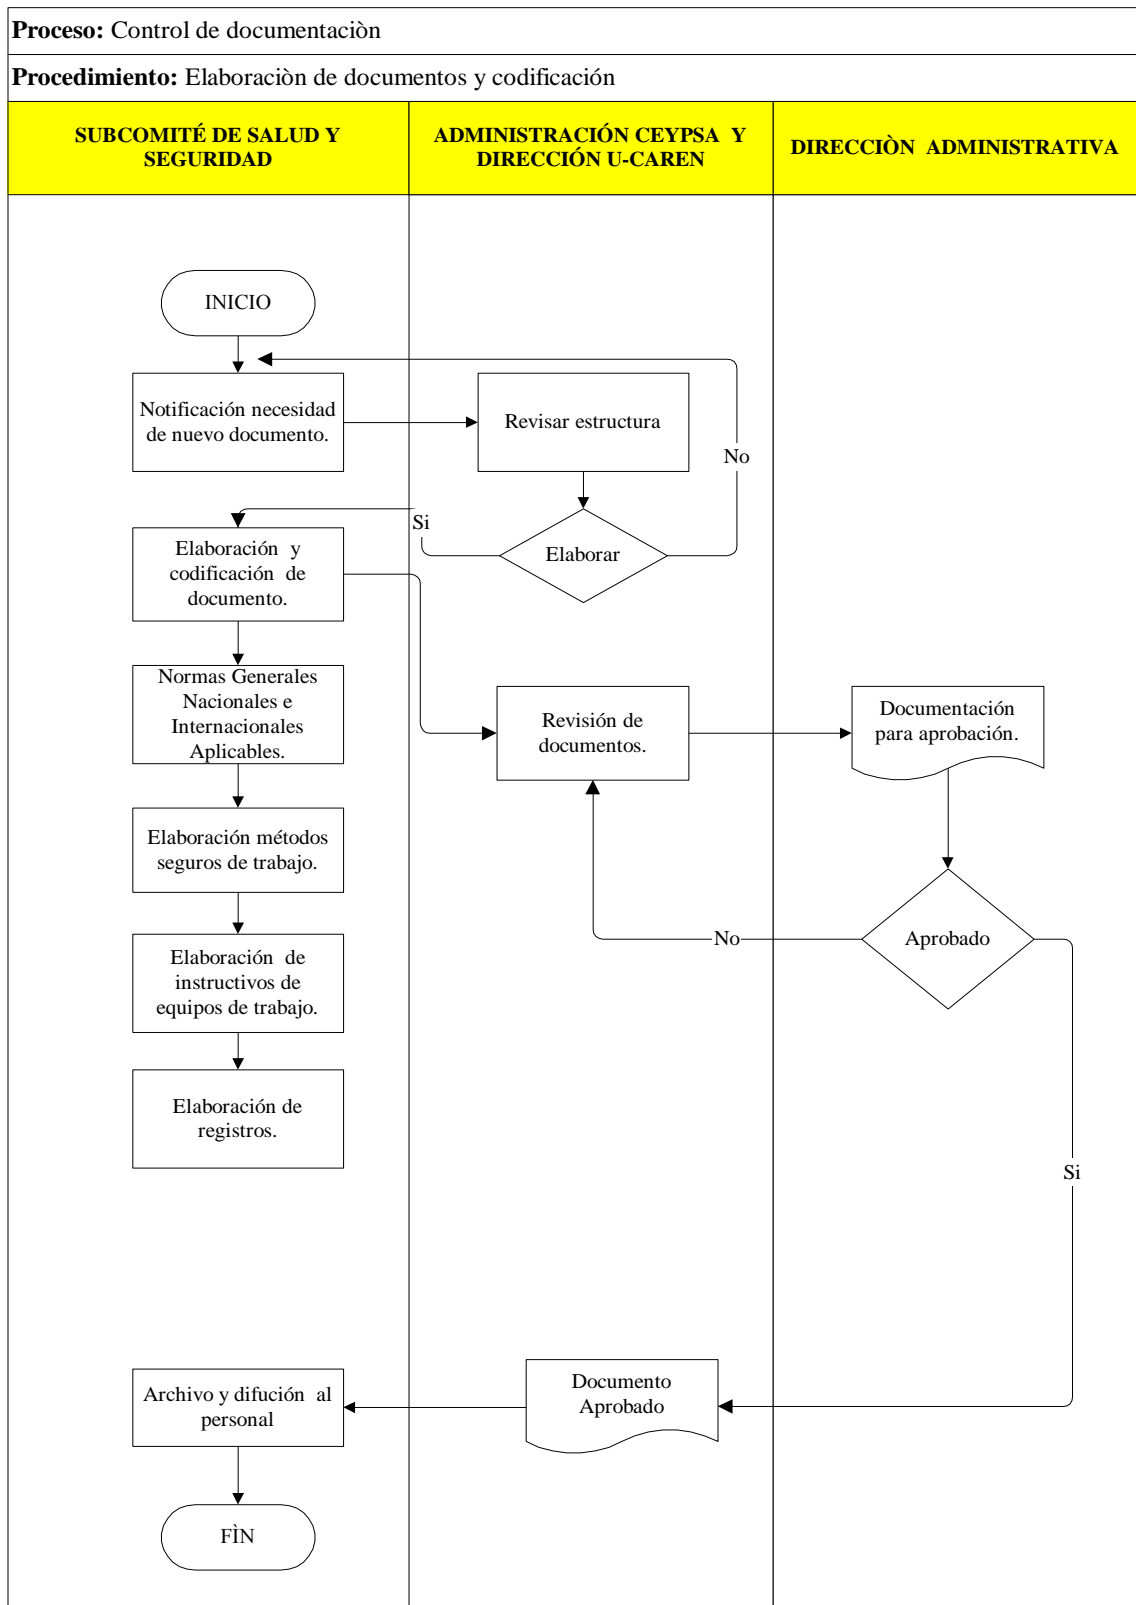 Proceso: Control de documentaciòn
Procedimiento: Elaboraciòn de documentos y codificación
SUBCOMITÉ DE SALUD Y
SEGURIDAD
ADMINISTRACIÓN CEYPSA Y
DIRECCIÓN U-CAREN
DIRECCIÒN ADMINISTRATIVA
INICIO
Notificación necesidad
de nuevo documento.
Revisar estructura
No
Si
Elaborar
Elaboración y
codificación de
documento.
Normas Generales
Nacionales e
Internacionales
Aplicables.
Revisión de
documentos.
Documentación
para aprobación.
Elaboración métodos
seguros de trabajo.
No
Aprobado
Elaboración de
instructivos de
equipos de trabajo.
Elaboración de
registros.
Si
Archivo y difución al
personal
Documento
Aprobado
FÌN